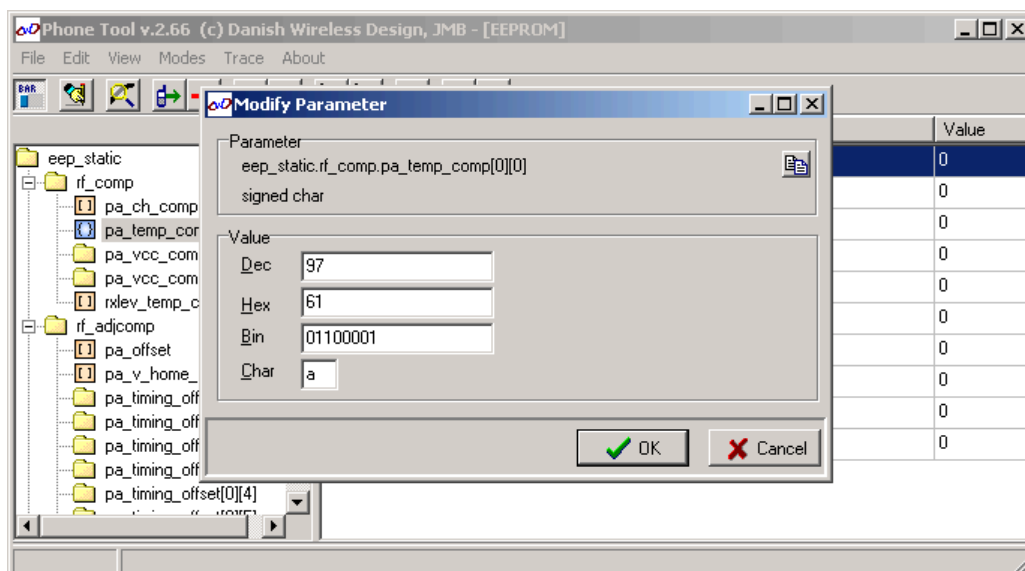 Phone Tool v.2.66 (c) Danish Wireless Design, JMB - [EEPROM]
File Edit View Modes Trace About
BAR
Modify Parameter
Parameter
eep_static.rf_comp.pa_temp_comp[0][0]
signed char
Value
Dec 97
Hex 61
Bin 01100001
Char a
OK Cancel
Value
0
0
0
0
0
0
0
0
0
0
eep_static
rf_comp
pa_ch_comp
pa_temp_cor
pa_vcc_com
pa_vcc_com
rxlev_temp_c
rf_adjcomp
pa_offset
pa_v_home_
pa_timing_off
pa_timing_off
pa_timing_off
pa_timing_off
pa_timing_offset[0][4]